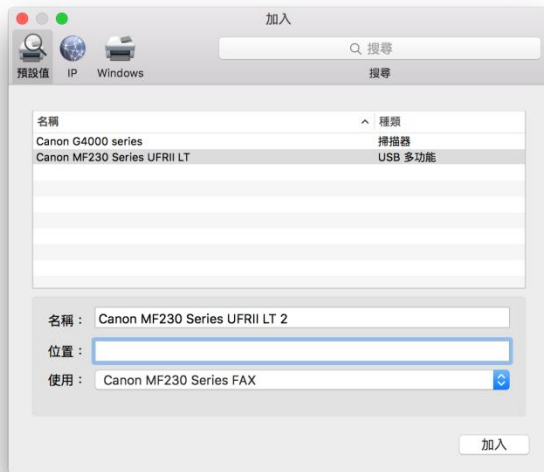 加入
搜尋
預設值 IP Windows 搜尋
名稱 種類
Canon G4000 series 掃描器
Canon MF230 Series UFRII LT USB 多功能
名稱： Canon MF230 Series UFRII LT 2
位置：
使用： Canon MF230 Series FAX
加入